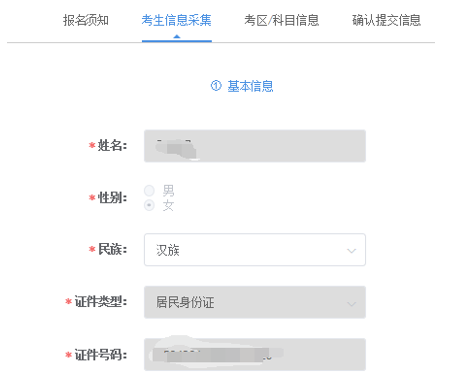 报名须知 考生信息采集 考区/科目信息 确认提交信息
① 基本信息
*姓名:
*性别: 男
女
*民族: 汉族
*证件类型: 居民身份证
*证件号码: